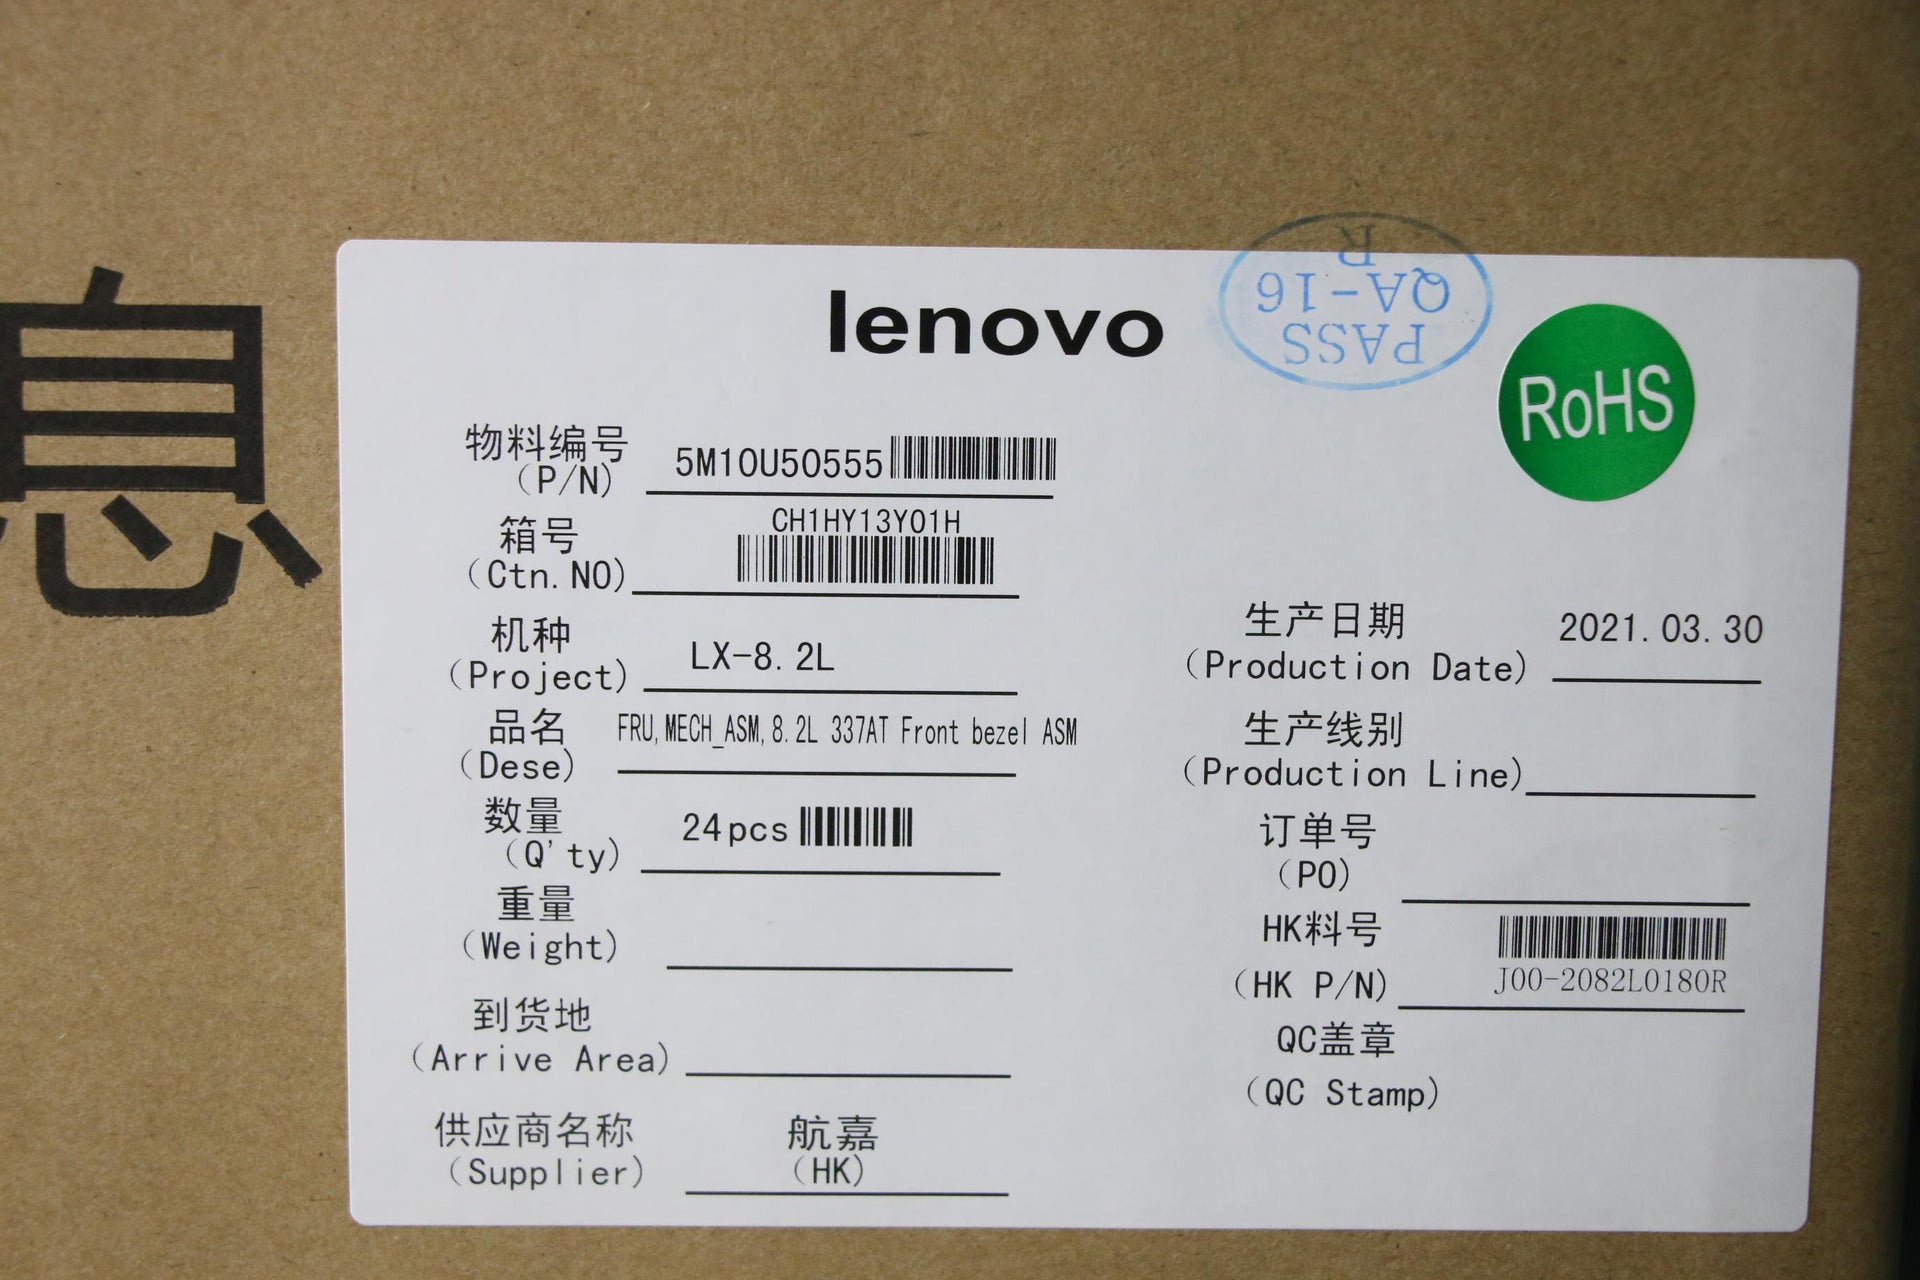 息
lenovo
PASS
QA-16
R
RoHS
物料编号
(P/N)
5M10U50555
箱号
(Ctn.NO)
CH1HY13Y01H
机种
(Project)
LX-8.2L
品名
(Dese)
FRU,MECH_ASM,8.2L 337AT Front bezel ASM
数量
(Q'ty)
24pcs
重量
(Weight)
到货地
(Arrive Area)
供应商名称
(Supplier)
航嘉
(HK)
生产日期
(Production Date)
2021.03.30
生产线别
(Production Line)
订单号
(PO)
HK料号
(HK P/N)
J00-2082L0180R
QC盖章
(QC Stamp)